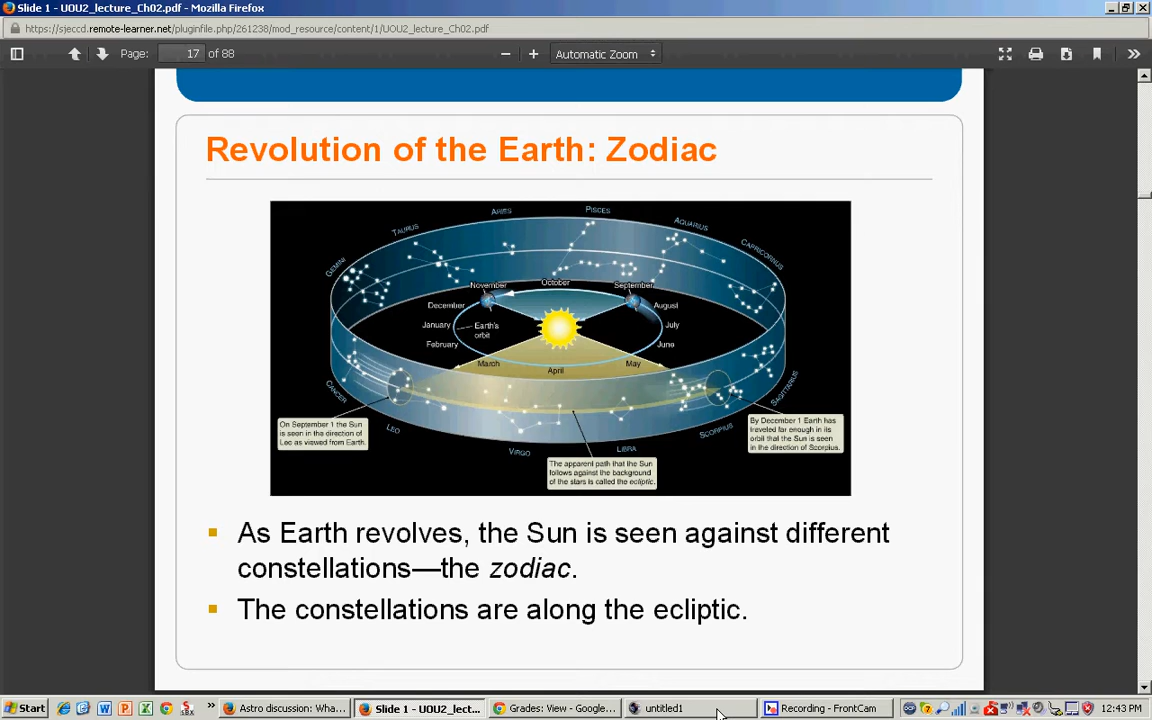 Slide 1 - UOU2_lecture_Ch02.pdf - Mozilla Firefox
https://sjeccd.remote-learner.net/pluginfile.php/261238/mod_resource/content/1/UOU2_lecture_Ch02.pdf
Page: 17 of 88
Automatic Zoom
Revolution of the Earth: Zodiac
GEMINI
TAURUS
ARIES
PISCES
AQUARIUS
CAPRICORNUS
November
October
September
December
August
January
Earth's
orbit
July
February
June
March
April
May
CANCER
LEO
VIRGO
LIBRA
SCORPIUS
SAGITTARIUS
On September 1 the Sun
is seen in the direction of
Leo as viewed from Earth.
The apparent path that the Sun
follows against the background
of the stars is called the ecliptic.
By December 1 Earth has
traveled far enough in its
orbit that the Sun is seen
in the direction of Scorpius.
As Earth revolves, the Sun is seen against different
constellations—the zodiac.
The constellations are along the ecliptic.
Start
Astro discussion: Wha...
Slide 1 - UOU2_lect...
Grades: View - Google...
untitled1
Recording - FrontCam
12:43 PM